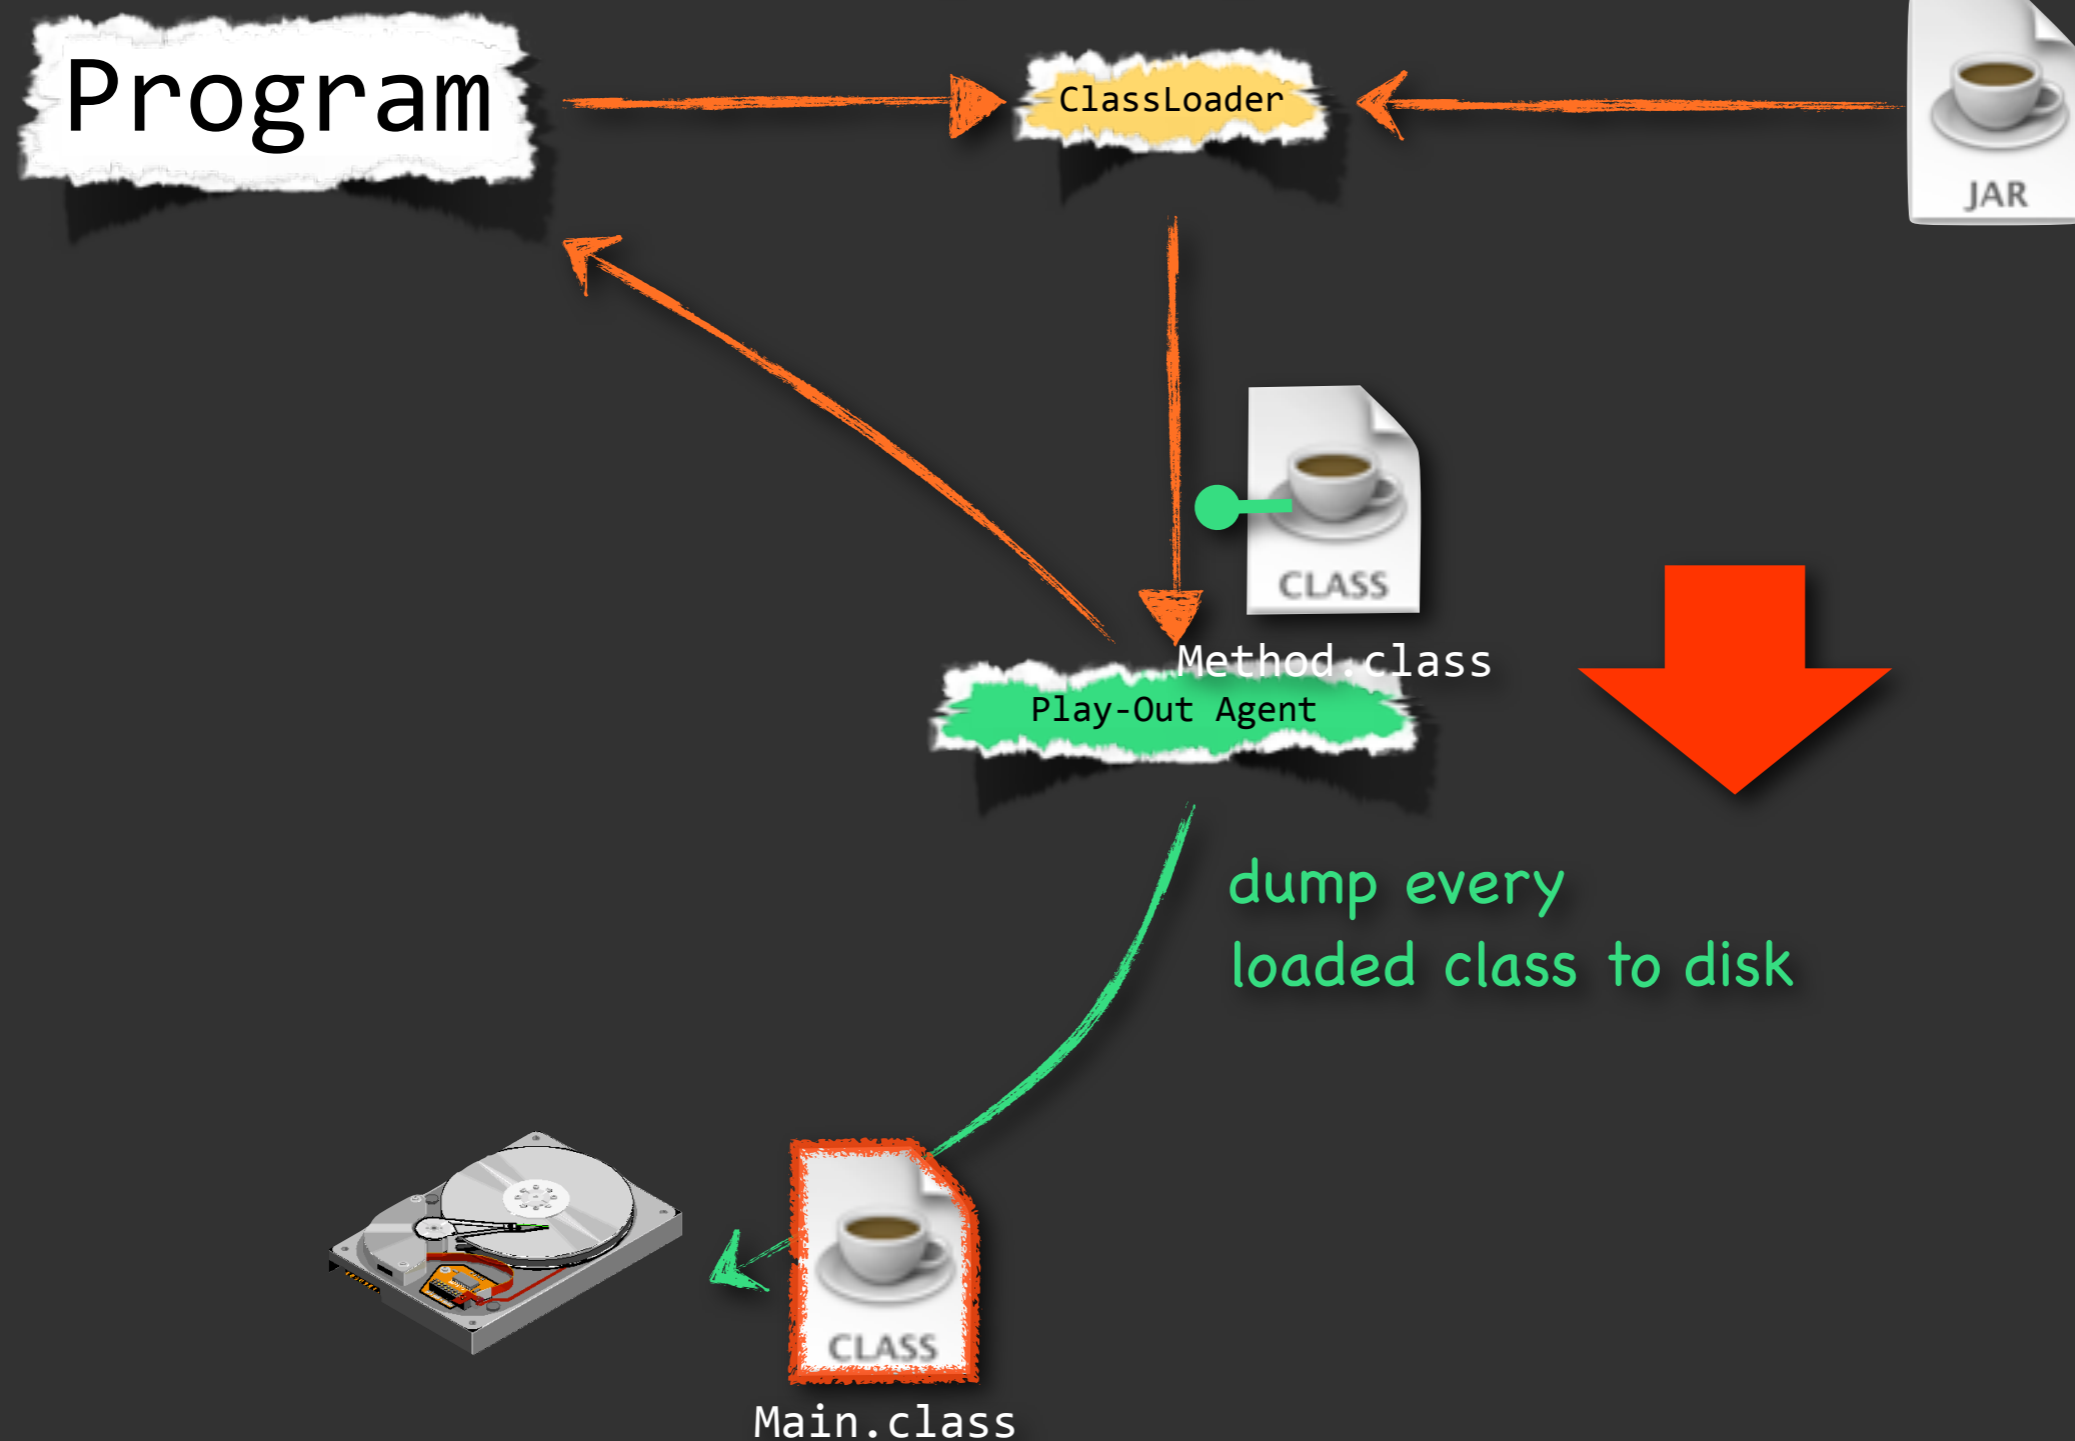 Program
ClassLoader
JAR
CLASS
Method.class
Play-Out Agent
dump every
loaded class to disk
CLASS
Main.class